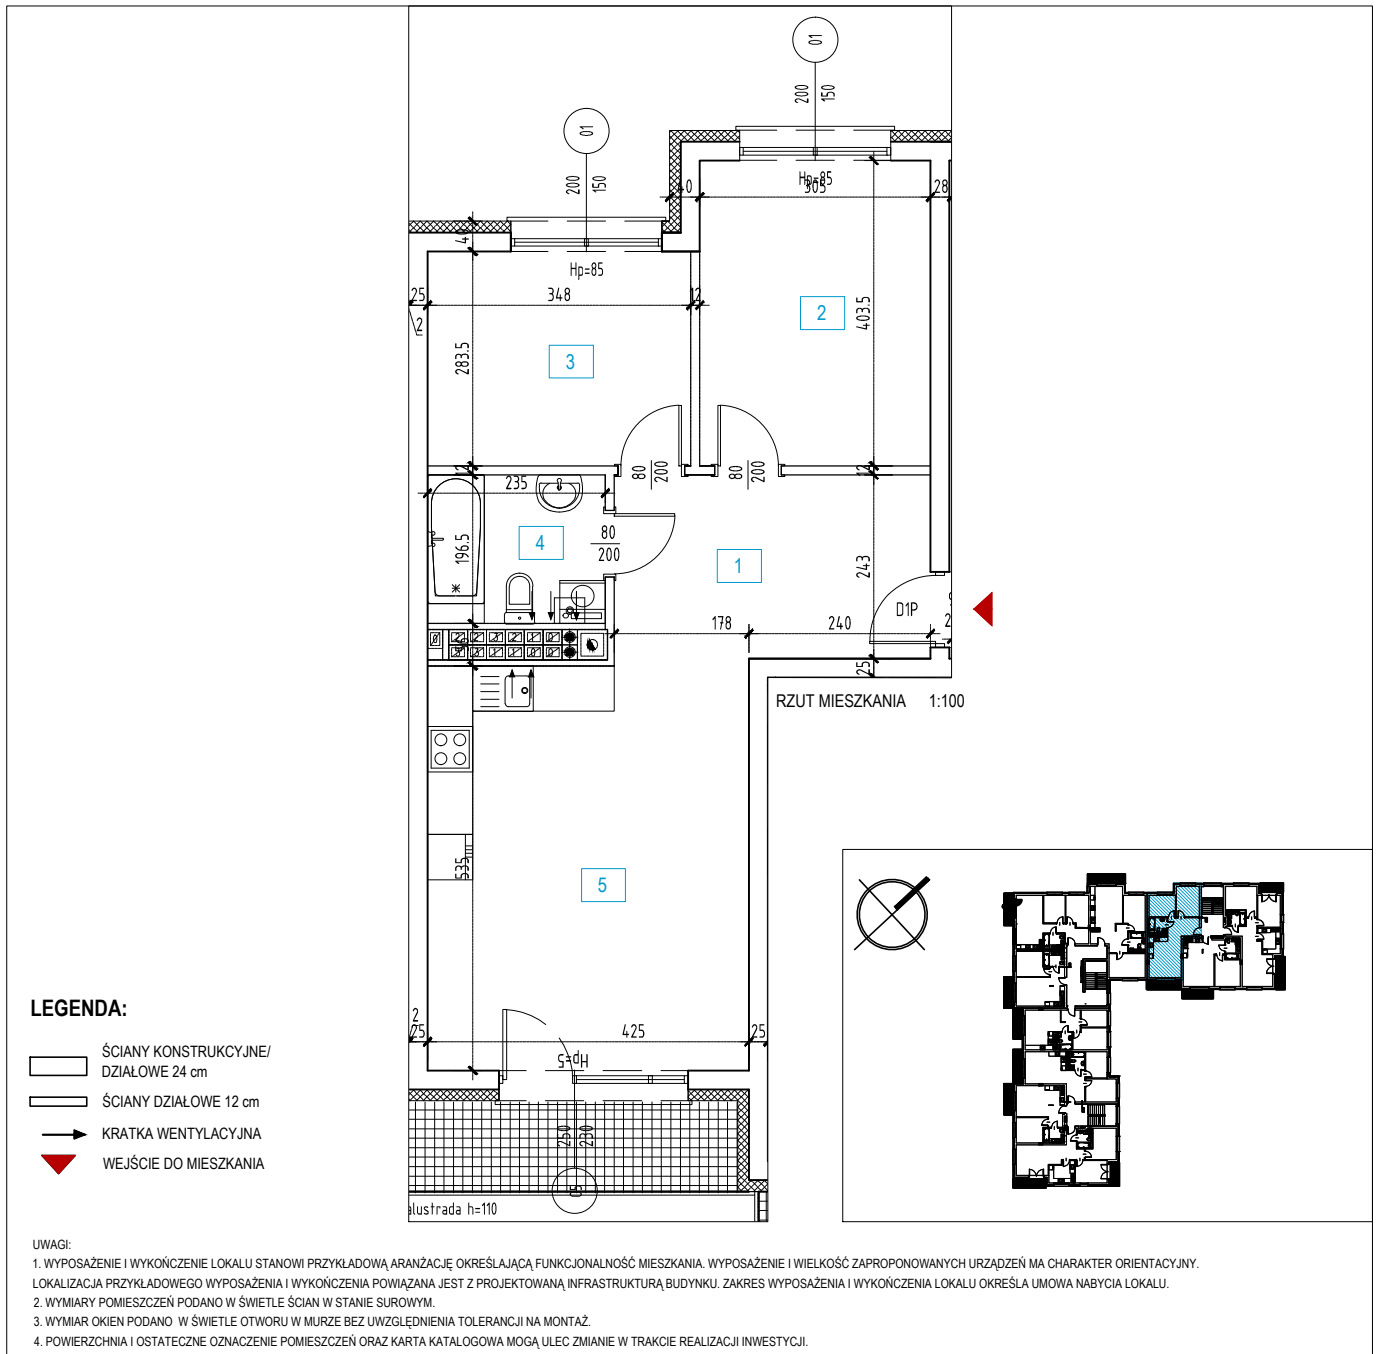 01
200
150
01
200
150
Hp=85
305
40
28
40
Hp=85
25
348
12
2
403.5
283.5
3
2
12
80
200
80
200
12
235
196.5
4
80
200
1
243
D1P
178
240
25
RZUT MIESZKANIA 1:100
535
5
2
25
425
25
Hp=5
250
230
05
alustrada h=110
LEGENDA:
ŚCIANY KONSTRUKCYJNE/
DZIAŁOWE 24 cm
ŚCIANY DZIAŁOWE 12 cm
KRATKA WENTYLACYJNA
WEJŚCIE DO MIESZKANIA
UWAGI:
1. WYPOSAŻENIE I WYKOŃCZENIE LOKALU STANOWI PRZYKŁADOWĄ ARANŻACJĘ OKREŚLAJĄCĄ FUNKCJONALNOŚĆ MIESZKANIA. WYPOSAŻENIE I WIELKOŚĆ ZAPROPONOWANYCH URZĄDZEŃ MA CHARAKTER ORIENTACYJNY.
LOKALIZACJA PRZYKŁADOWEGO WYPOSAŻENIA I WYKOŃCZENIA POWIĄZANA JEST Z PROJEKTOWANĄ INFRASTRUKTURĄ BUDYNKU. ZAKRES WYPOSAŻENIA I WYKOŃCZENIA LOKALU OKREŚLA UMOWA NABYCIA LOKALU.
2. WYMIARY POMIESZCZEŃ PODANO W ŚWIETLE ŚCIAN W STANIE SUROWYM.
3. WYMIAR OKIEN PODANO W ŚWIETLE OTWORU W MURZE BEZ UWZGLĘDNIENIA TOLERANCJI NA MONTAŻ.
4. POWIERZCHNIA I OSTATECZNE OZNACZENIE POMIESZCZEŃ ORAZ KARTA KATALOGOWA MOGĄ ULEC ZMIANIE W TRAKCIE REALIZACJI INWESTYCJI.